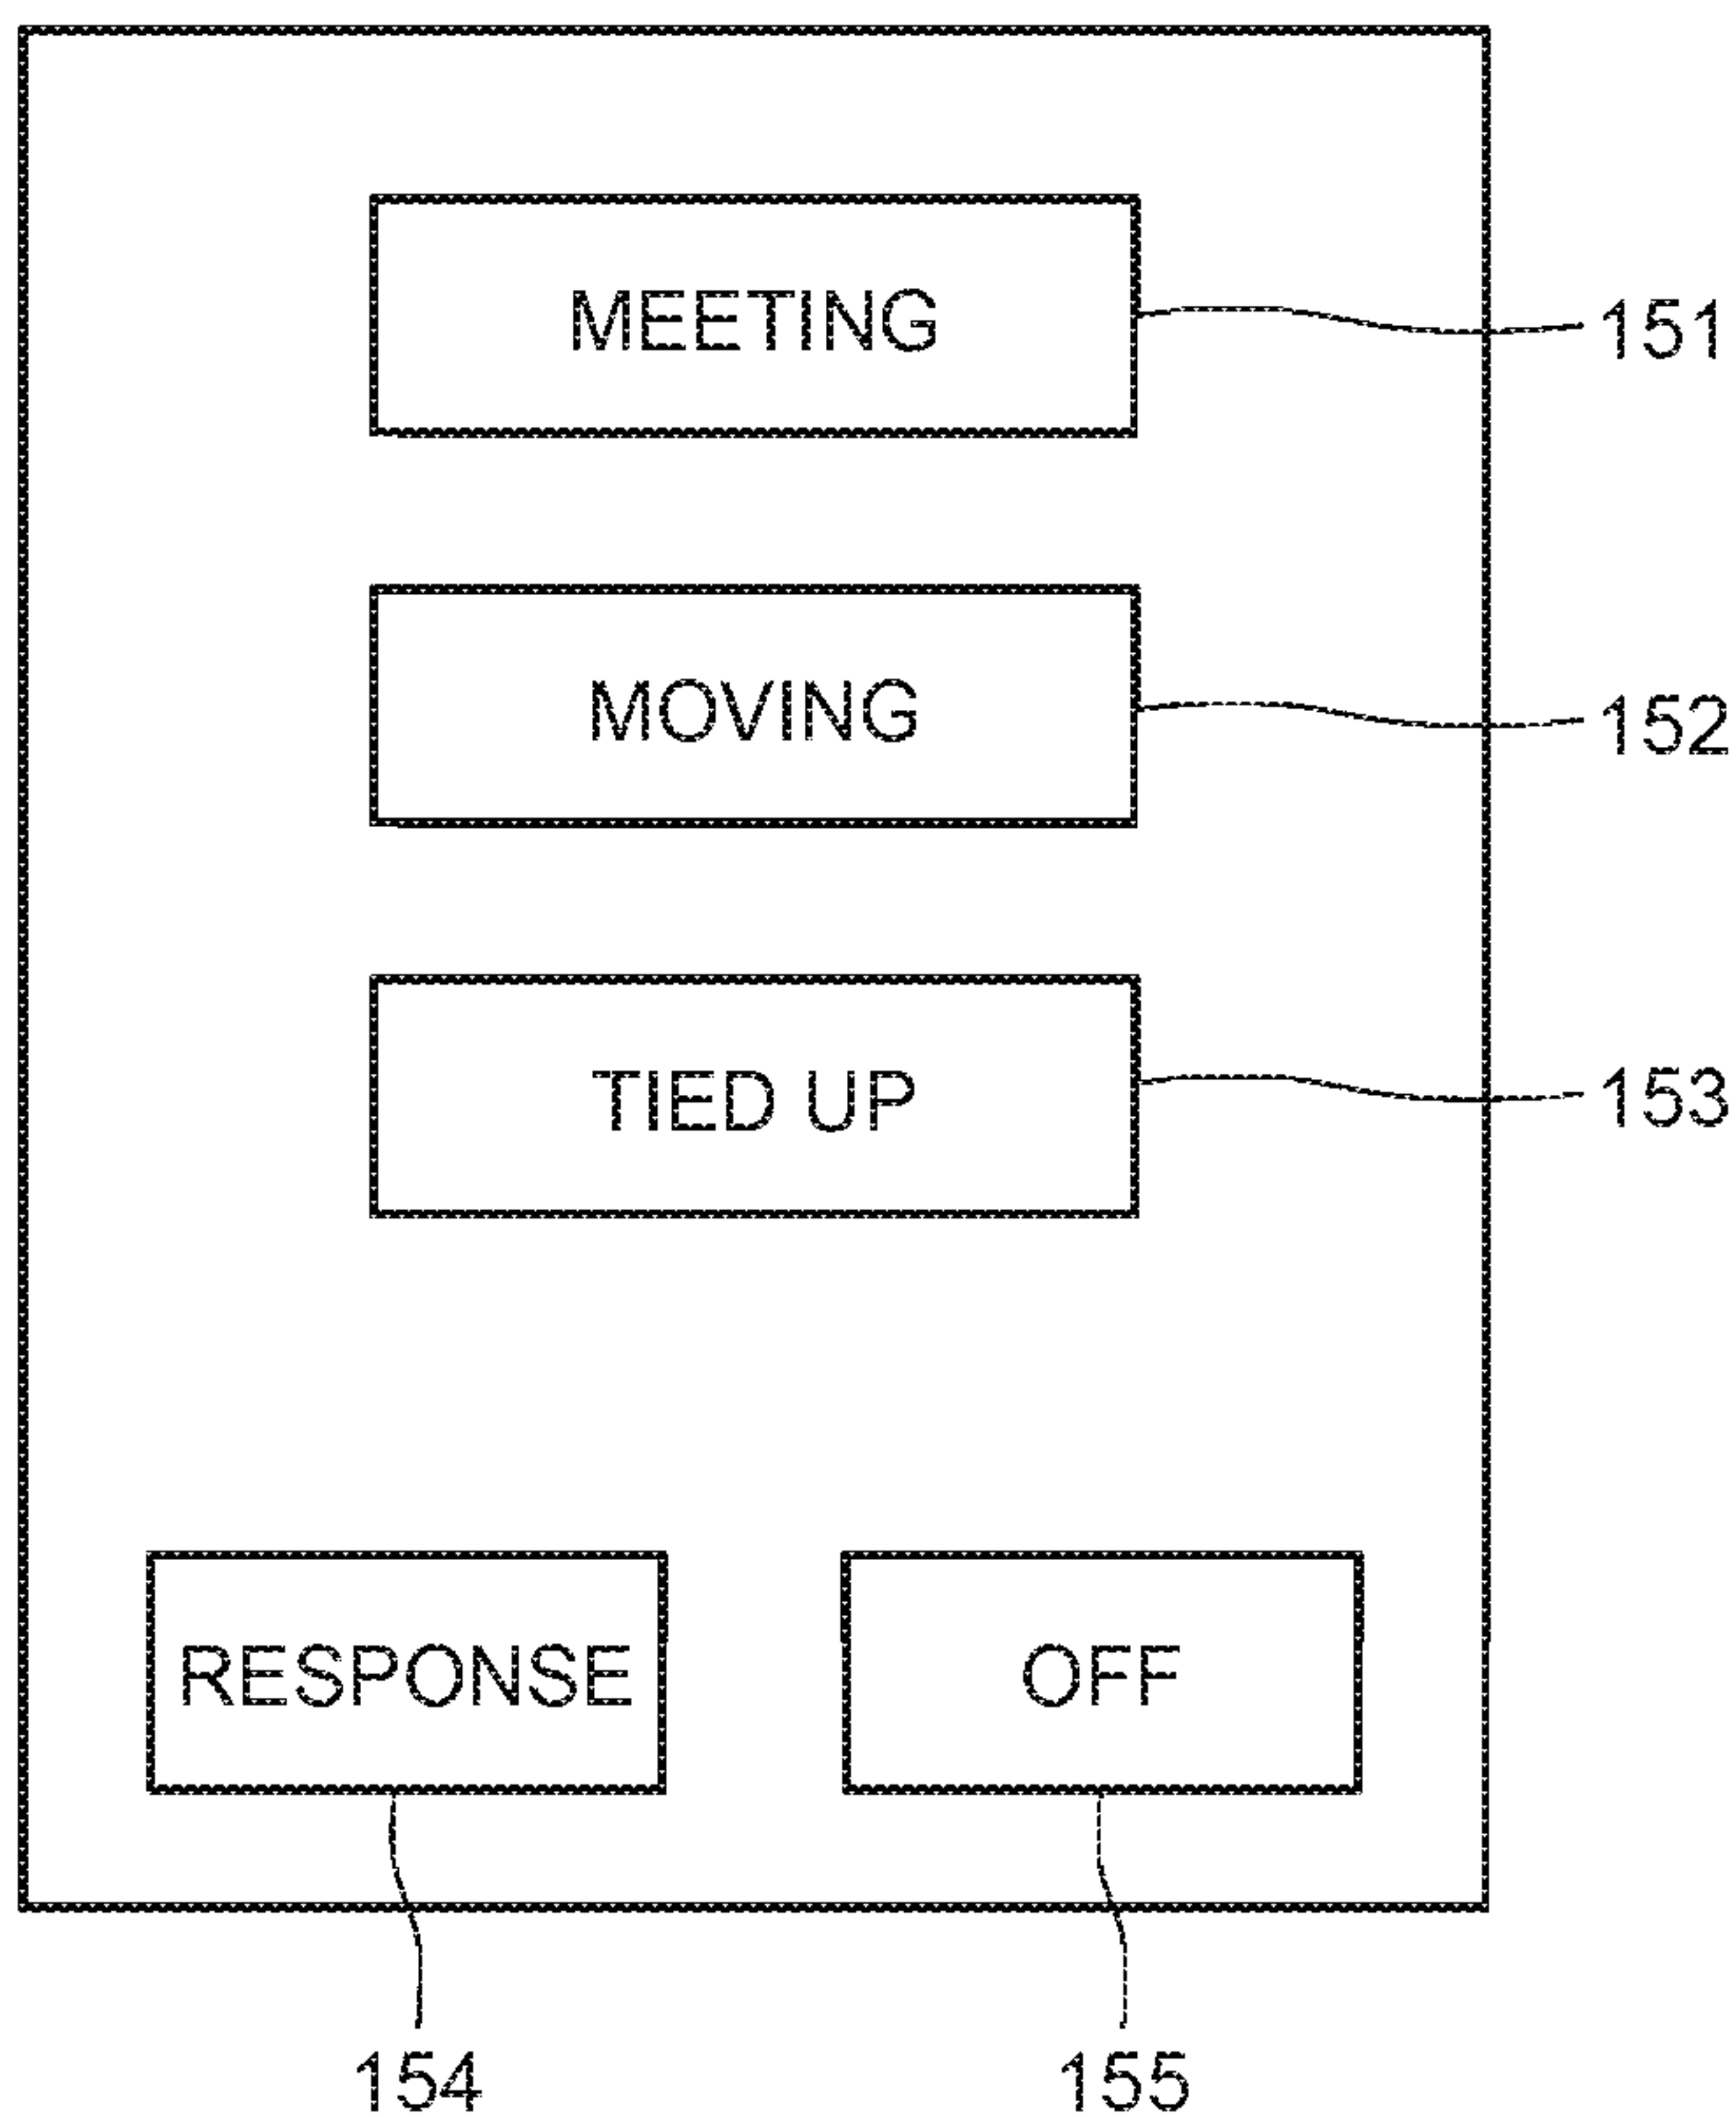 MEETING
151
MOVING
152
TIED UP
153
RESPONSE
OFF
154
155